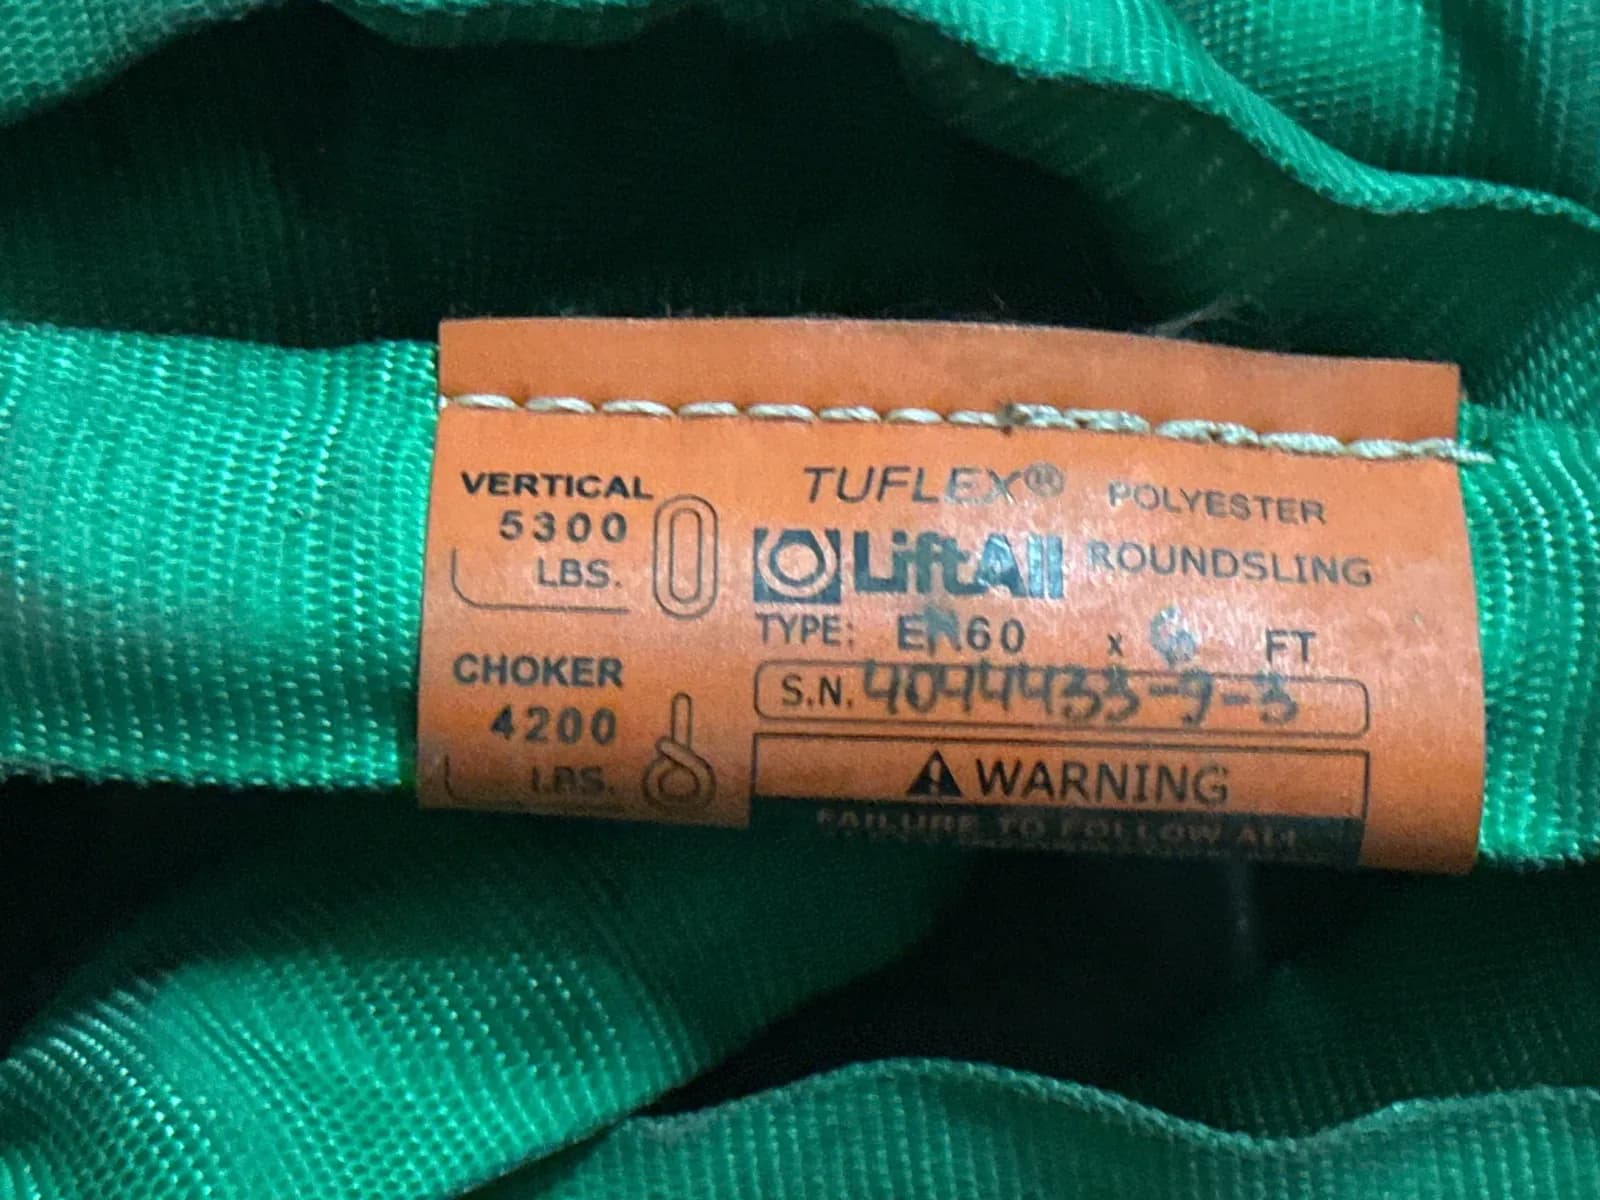 VERTICAL
5300
LBS.
CHOKER
4200
LBS.
TUFLEX® POLYESTER
LiftAll ROUNDSLING
TYPE: EN60 x 6 FT
S.N. 4044433-9-3
⚠ WARNING
FAILURE TO FOLLOW ALL